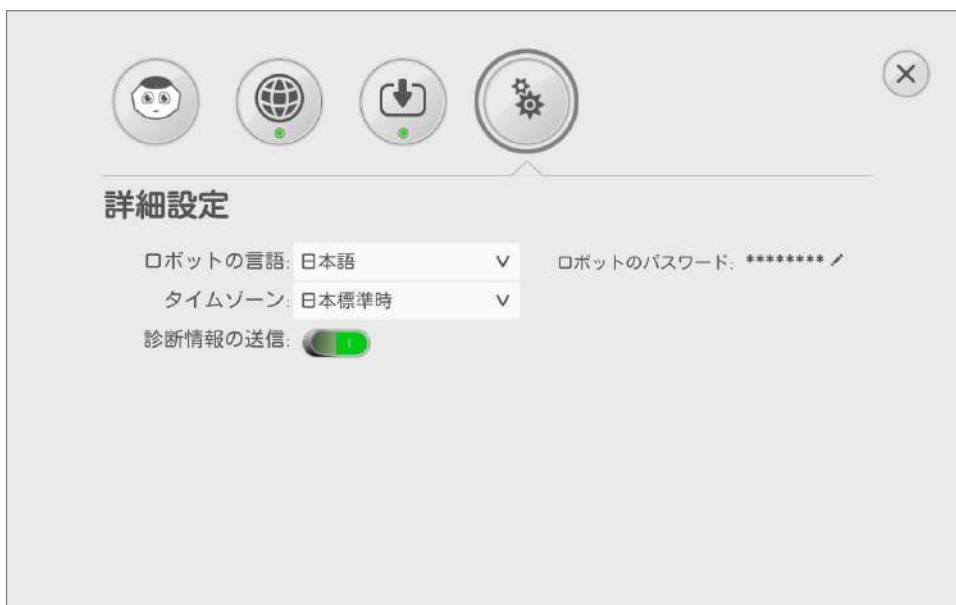 詳細設定
ロボットの言語: 日本語 ロボットのパスワード: ********
タイムゾーン: 日本標準時
診断情報の送信: